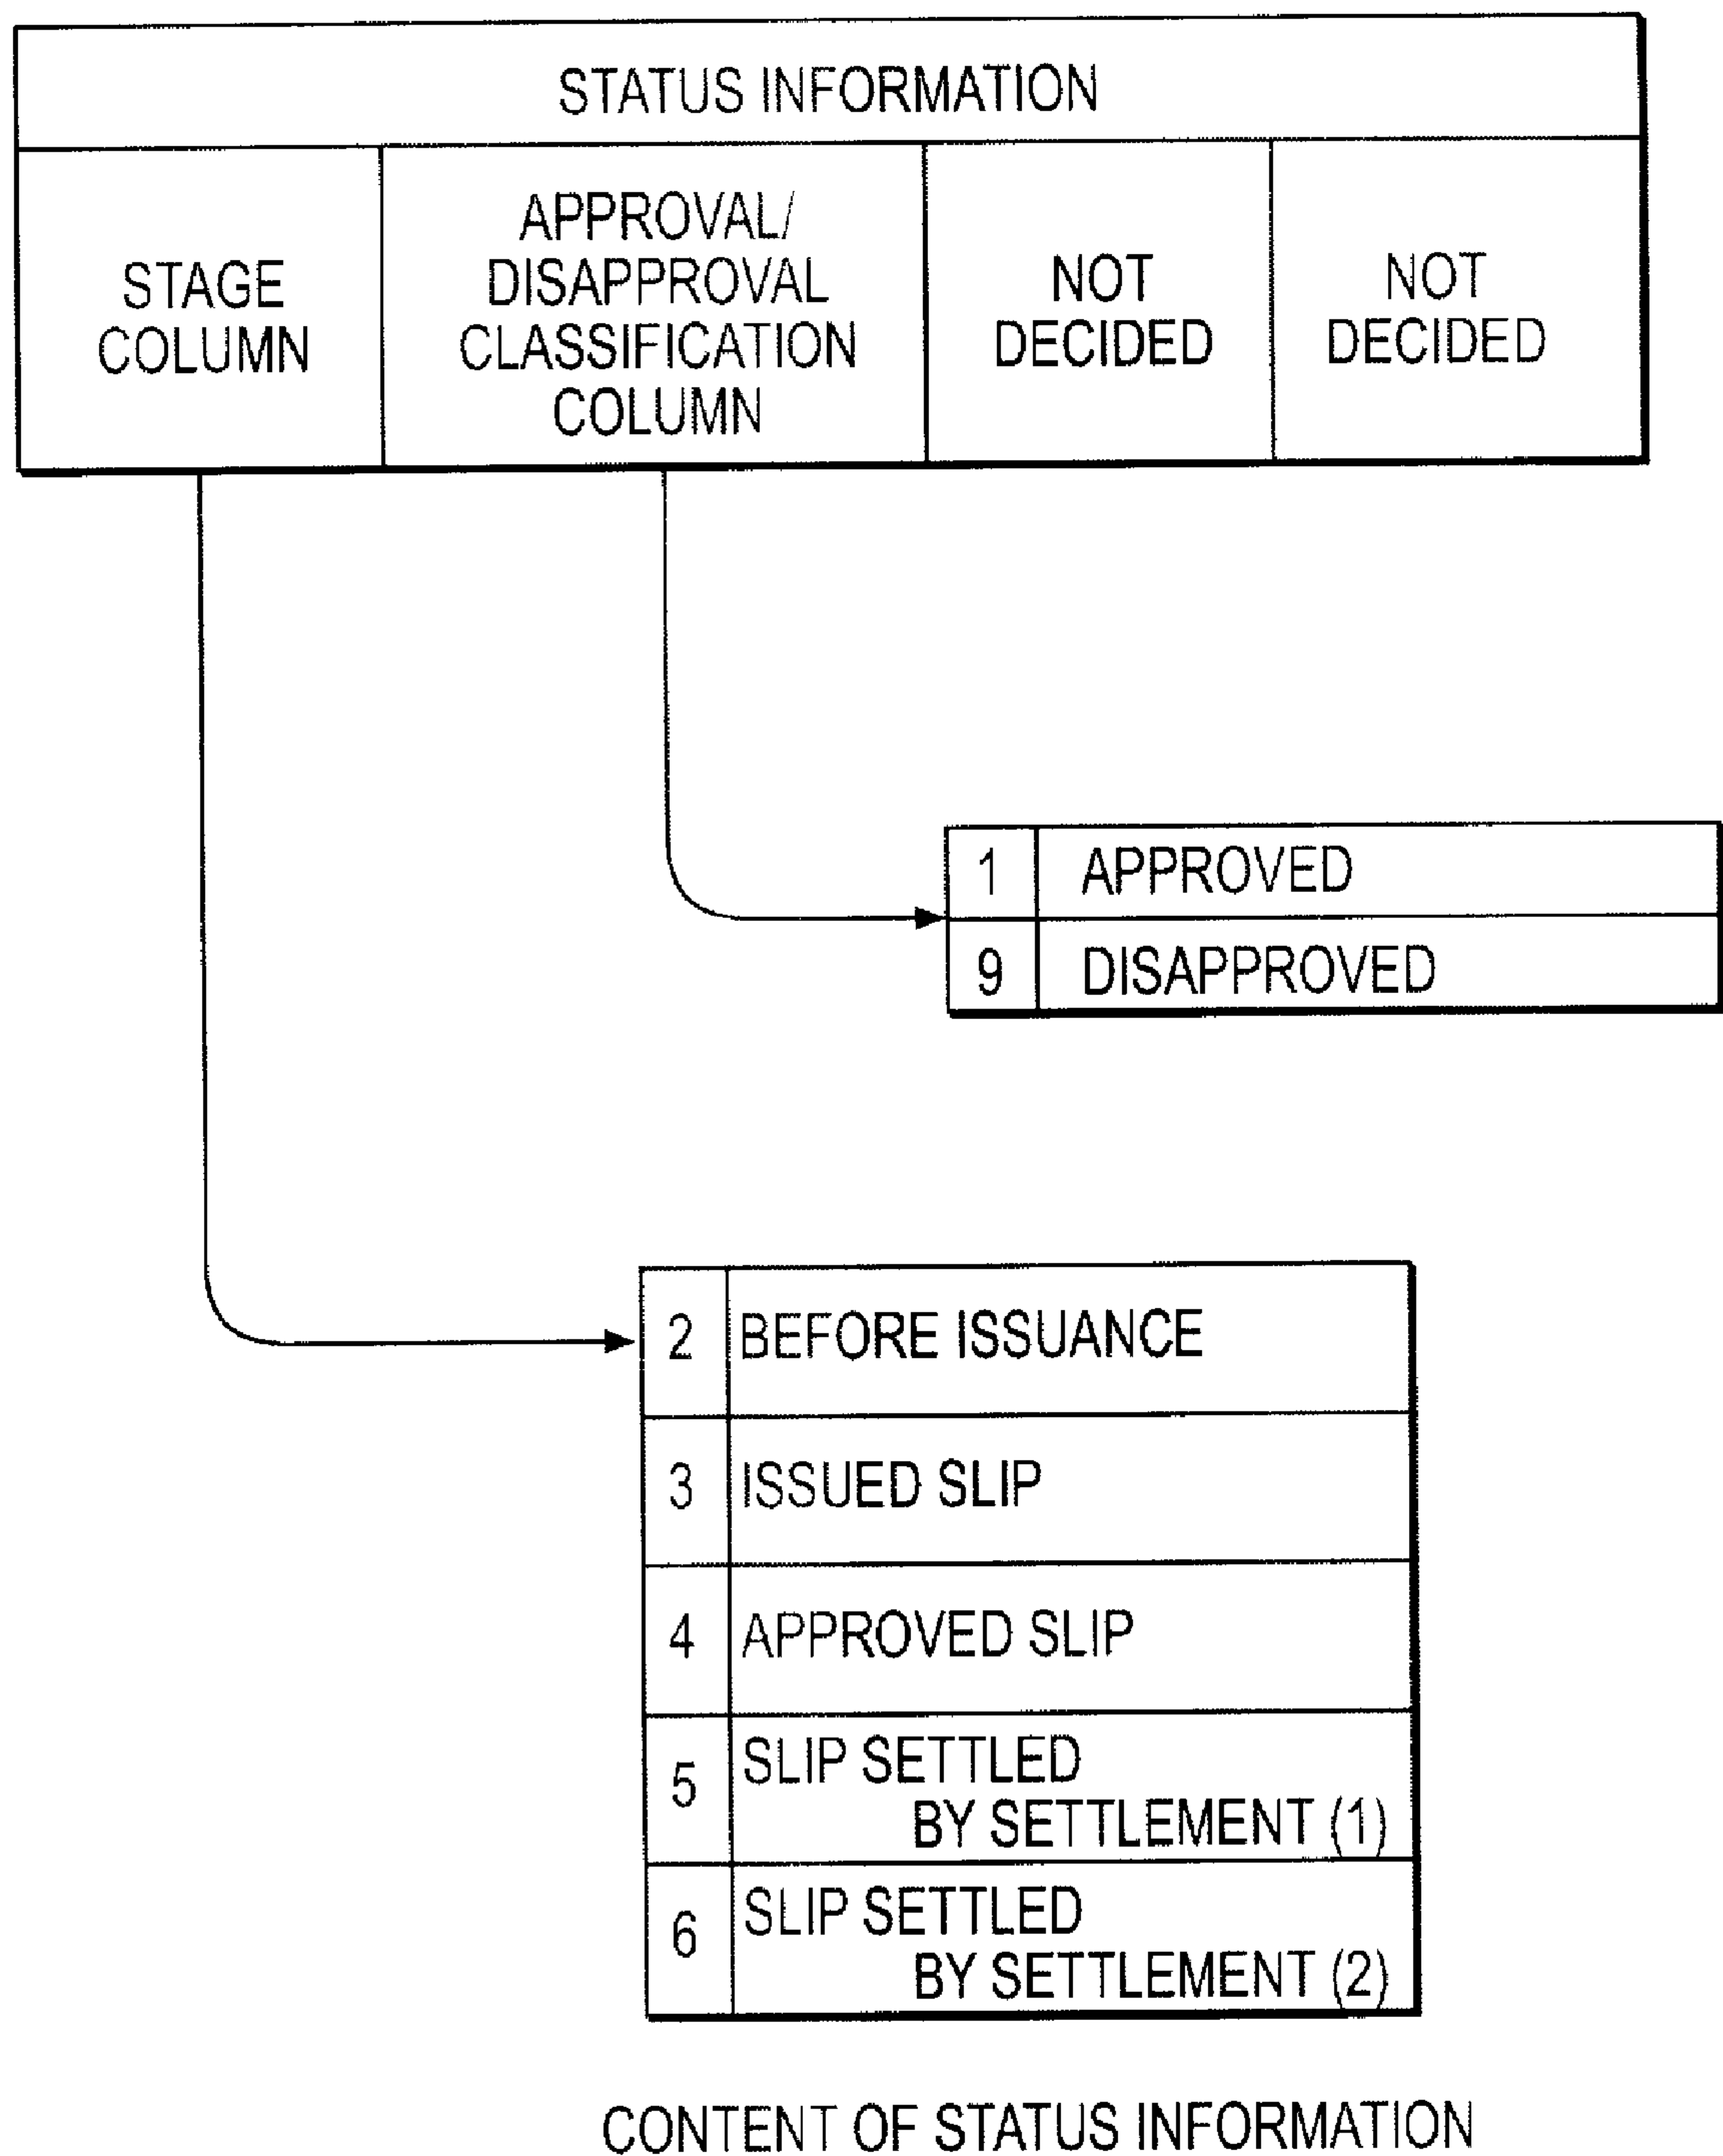 STATUS INFORMATION
STAGE
COLUMN
APPROVAL/
DISAPPROVAL
CLASSIFICATION
COLUMN
NOT
DECIDED
NOT
DECIDED
1 APPROVED
9 DISAPPROVED
2 BEFORE ISSUANCE
3 ISSUED SLIP
4 APPROVED SLIP
5 SLIP SETTLED
BY SETTLEMENT (1)
6 SLIP SETTLED
BY SETTLEMENT (2)
CONTENT OF STATUS INFORMATION